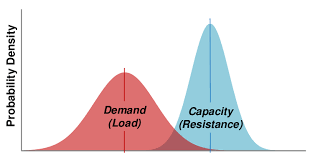 Probability Density
Demand
(Load)
Capacity
(Resistance)